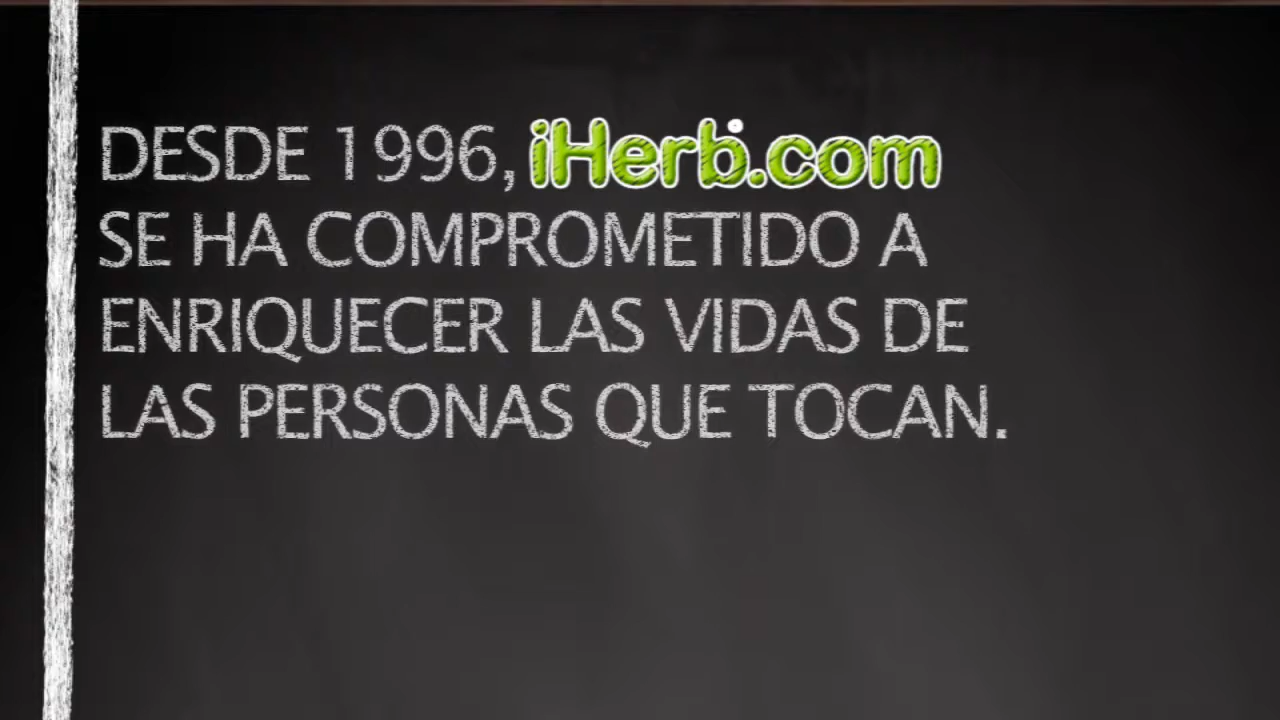 DESDE 1996, iHerb.com
SE HA COMPROMETIDO A
ENRIQUECER LAS VIDAS DE
LAS PERSONAS QUE TOCAN.